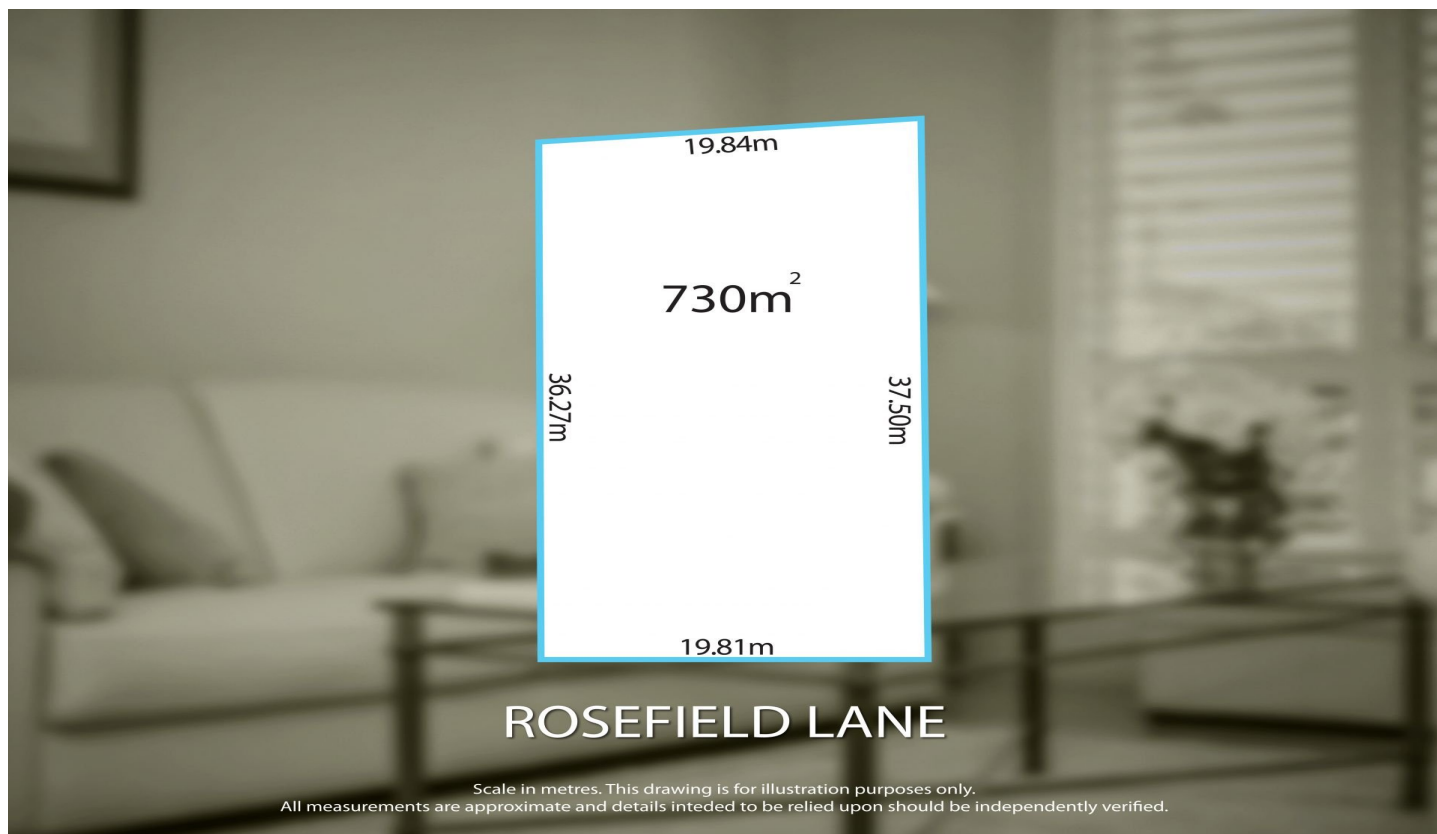 19.84m
730m²
36.27m
37.50m
19.81m
ROSEFIELD LANE
Scale in metres. This drawing is for illustration purposes only.
All measurements are approximate and details inteded to be relied upon should be independently verified.